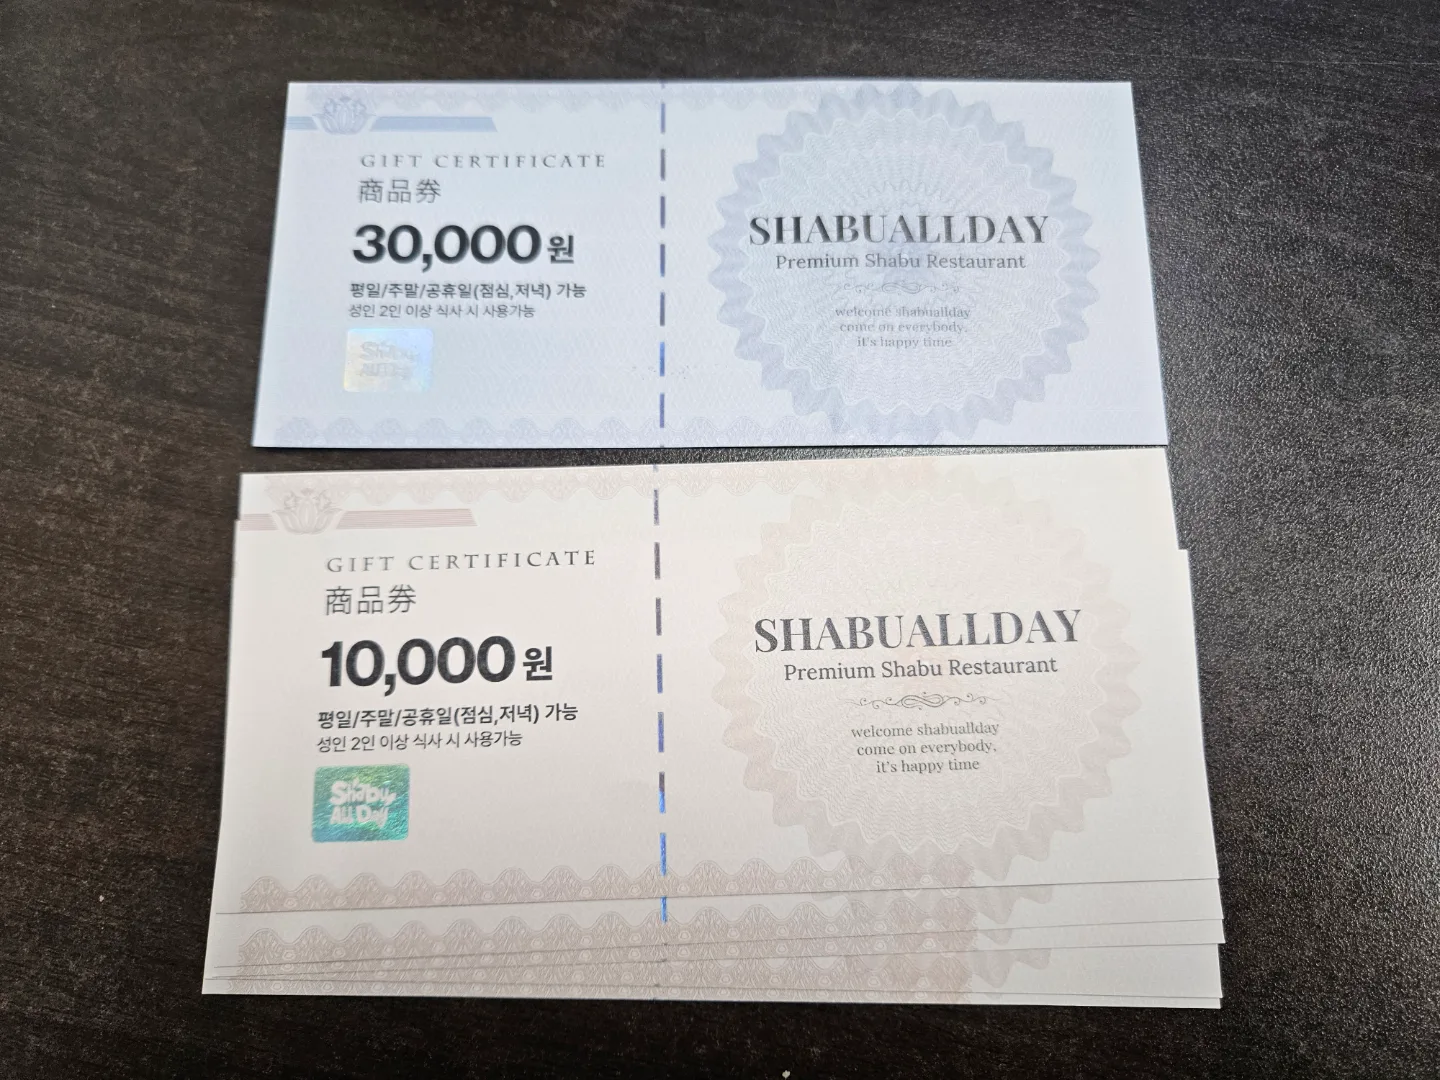 GIFT CERTIFICATE
商品券
30,000원
평일/주말/공휴일(점심,저녁) 가능
성인 2인 이상 식사 시 사용가능
Shabu
All Day
SHABUALLDAY
Premium Shabu Restaurant
welcome shabuallday
come on everybody,
it's happy time
GIFT CERTIFICATE
商品券
10,000원
평일/주말/공휴일(점심,저녁) 가능
성인 2인 이상 식사 시 사용가능
Shabu
All Day
SHABUALLDAY
Premium Shabu Restaurant
welcome shabuallday
come on everybody,
it's happy time